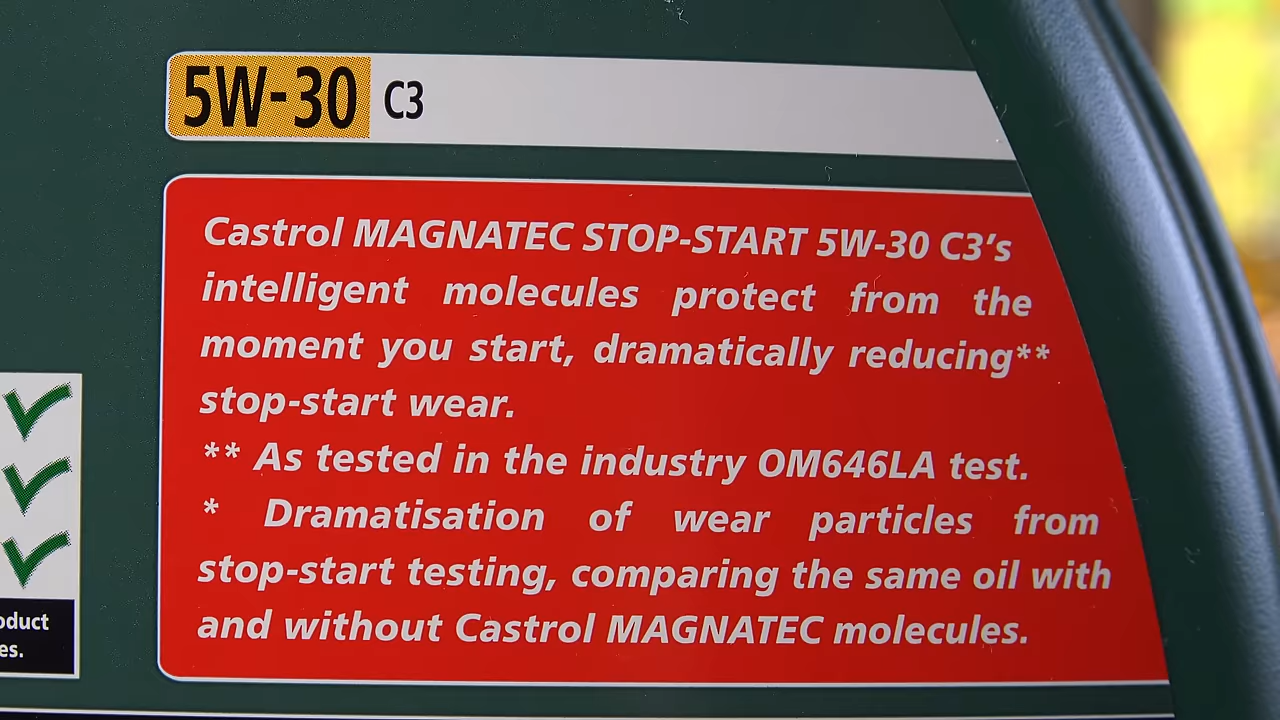 5W-30 C3
Castrol MAGNATEC STOP-START 5W-30 C3's
intelligent molecules protect from the
moment you start, dramatically reducing**
stop-start wear.
** As tested in the industry OM646LA test.
* Dramatisation of wear particles from
stop-start testing, comparing the same oil with
and without Castrol MAGNATEC molecules.